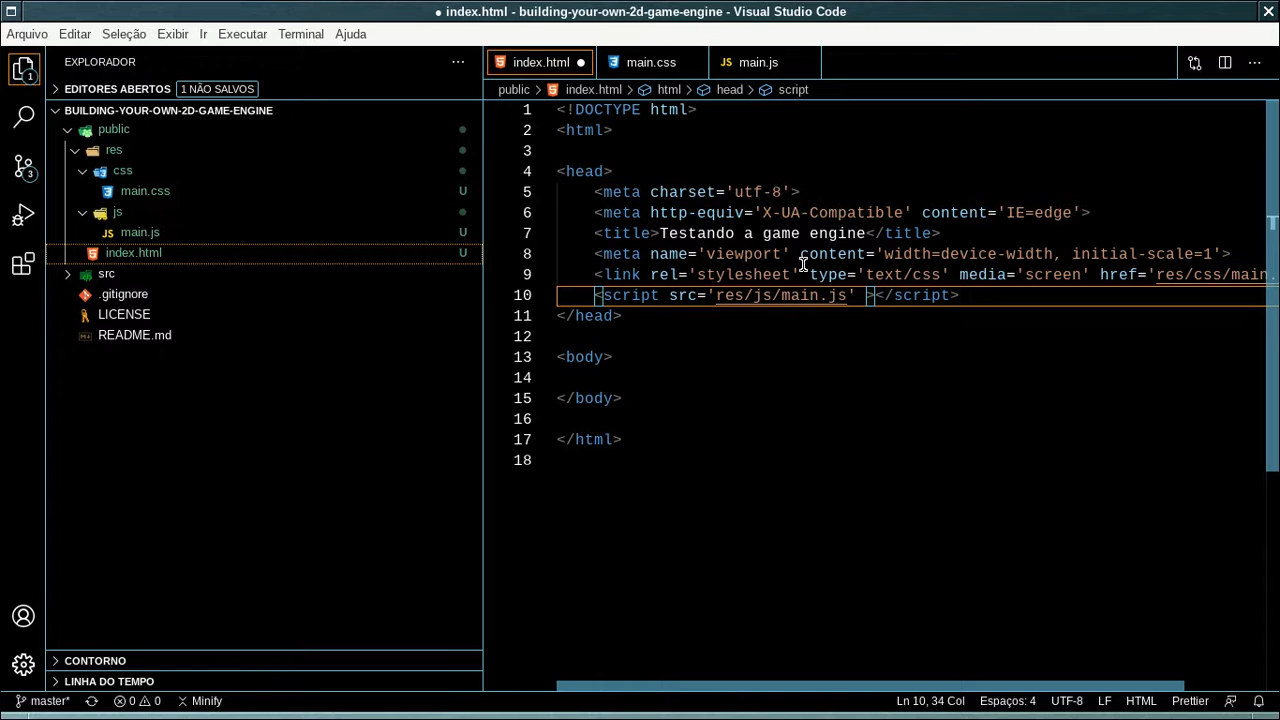 ● index.html - building-your-own-2d-game-engine - Visual Studio Code
Arquivo Editar Seleção Exibir Ir Executar Terminal Ajuda
EXPLORADOR
index.html main.css main.js
EDITORES ABERTOS 1 NÃO SALVOS
public > index.html > html > head > script
BUILDING-YOUR-OWN-2D-GAME-ENGINE
public
res
css
main.css U
js
main.js U
index.html U
src
.gitignore
LICENSE
README.md
CONTORNO
LINHA DO TEMPO
1
3
1 <!DOCTYPE html>
2 <html>
3
4 <head>
5 <meta charset='utf-8'>
6 <meta http-equiv='X-UA-Compatible' content='IE=edge'>
7 <title>Testando a game engine</title>
8 <meta name='viewport' content='width=device-width, initial-scale=1'>
9 <link rel='stylesheet' type='text/css' media='screen' href='res/css/main.
10 <script src='res/js/main.js' ></script>
11 </head>
12
13 <body>
14
15 </body>
16
17 </html>
18
master* 0 0 Minify Ln 10, 34 Col Espaços: 4 UTF-8 LF HTML Prettier